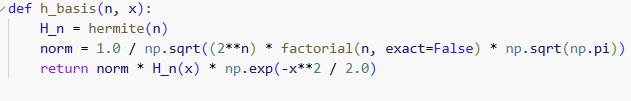 def h_basis(n, x):
    H_n = hermite(n)
    norm = 1.0 / np.sqrt((2**n) * factorial(n, exact=False) * np.sqrt(np.pi))
    return norm * H_n(x) * np.exp(-x**2 / 2.0)